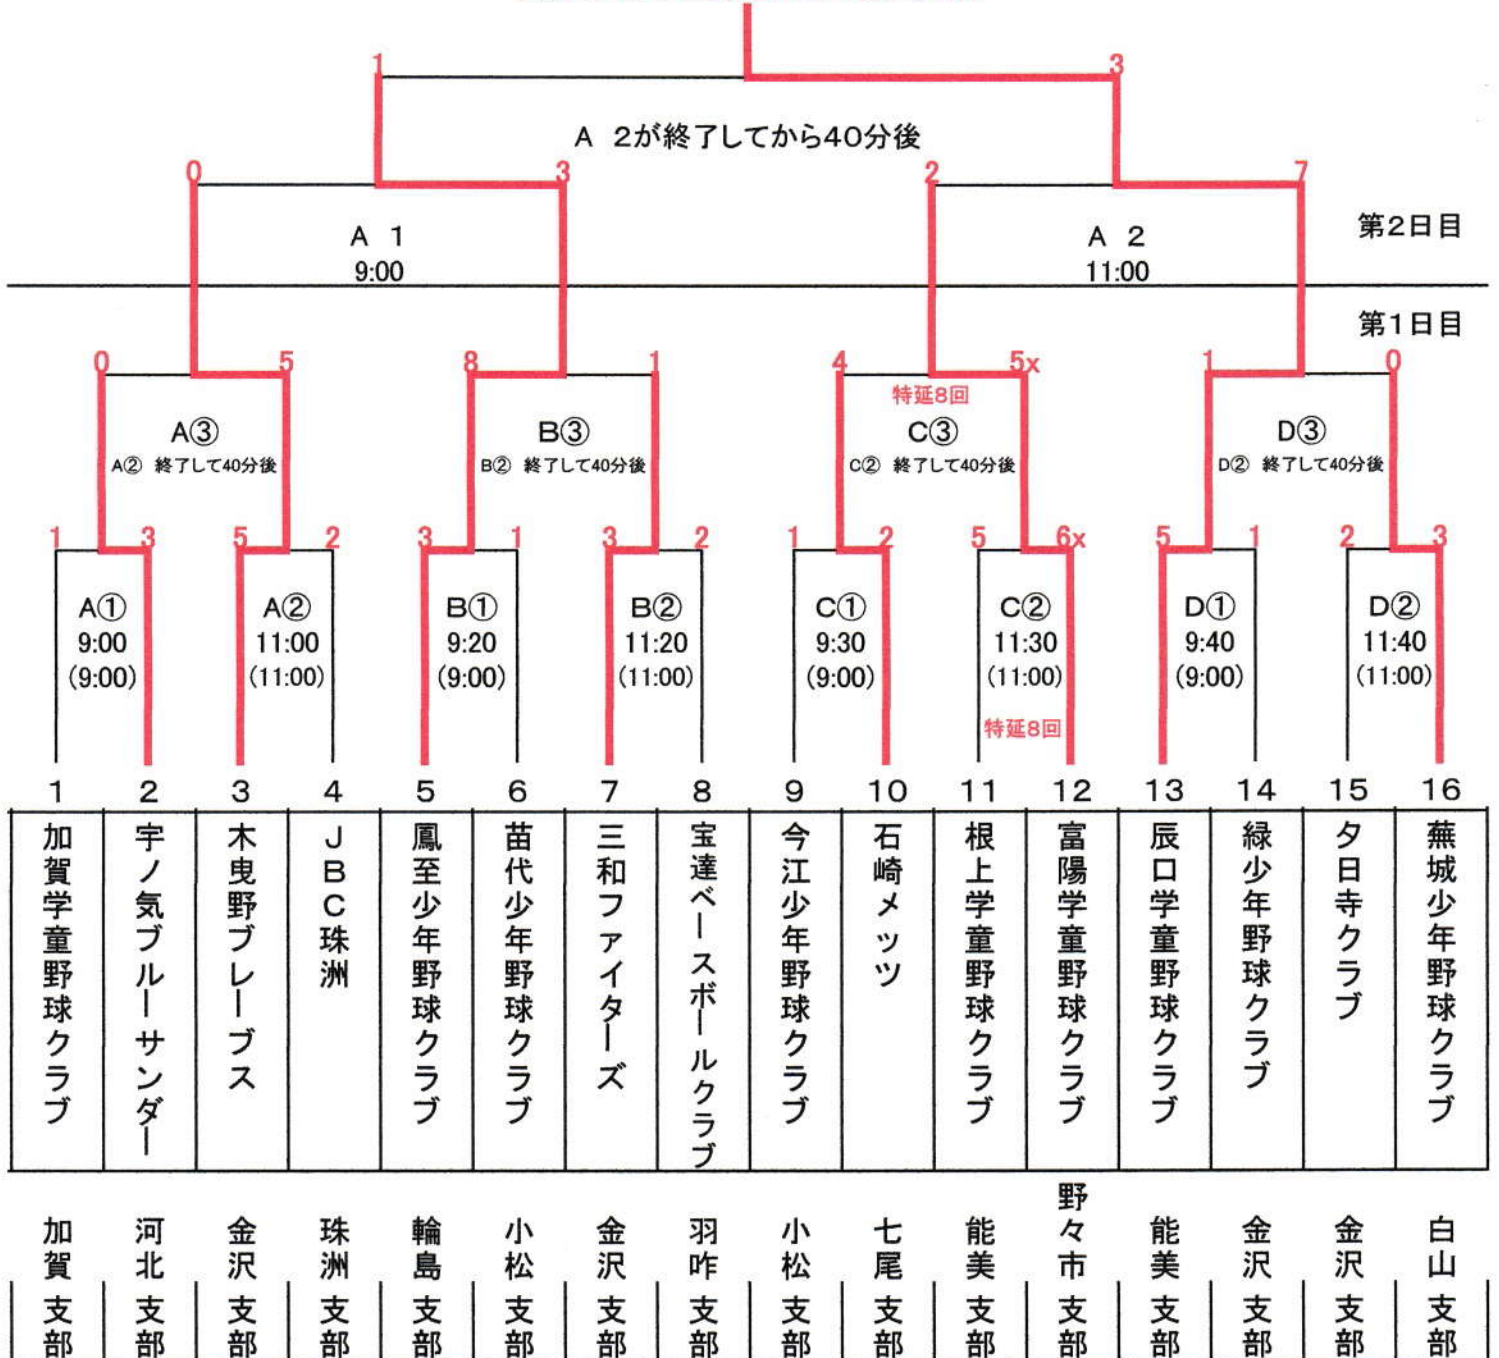 1 3
A 2が終了してから40分後
0 3 2 7
第2日目
A 1 A 2
9:00 11:00
第1日目
0 5 8 1 4 5x 1 0
特延8回
A③ B③ C③ D③
A② 終了して40分後 B② 終了して40分後 C② 終了して40分後 D② 終了して40分後
1 3 5 2 3 1 3 2 1 2 5 6x 5 1 2 3
A① A② B① B② C① C② D① D②
9:00 11:00 9:20 11:20 9:30 11:30 9:40 11:40
(9:00) (11:00) (9:00) (11:00) (9:00) (11:00) (9:00) (11:00)
特延8回
1 2 3 4 5 6 7 8 9 10 11 12 13 14 15 16
加賀学童野球クラブ
宇ノ気ブルーサンダー
木曳野ブレーブス
JBC珠洲
鳳至少年野球クラブ
苗代少年野球クラブ
三和ファイターズ
宝達ベースボールクラブ
今江少年野球クラブ
石崎メッツ
根上学童野球クラブ
富陽学童野球クラブ
辰口学童野球クラブ
緑少年野球クラブ
夕日寺クラブ
蕪城少年野球クラブ
加賀支部
河北支部
金沢支部
珠洲支部
輪島支部
小松支部
金沢支部
羽咋支部
小松支部
七尾支部
能美支部
野々市支部
能美支部
金沢支部
金沢支部
白山支部